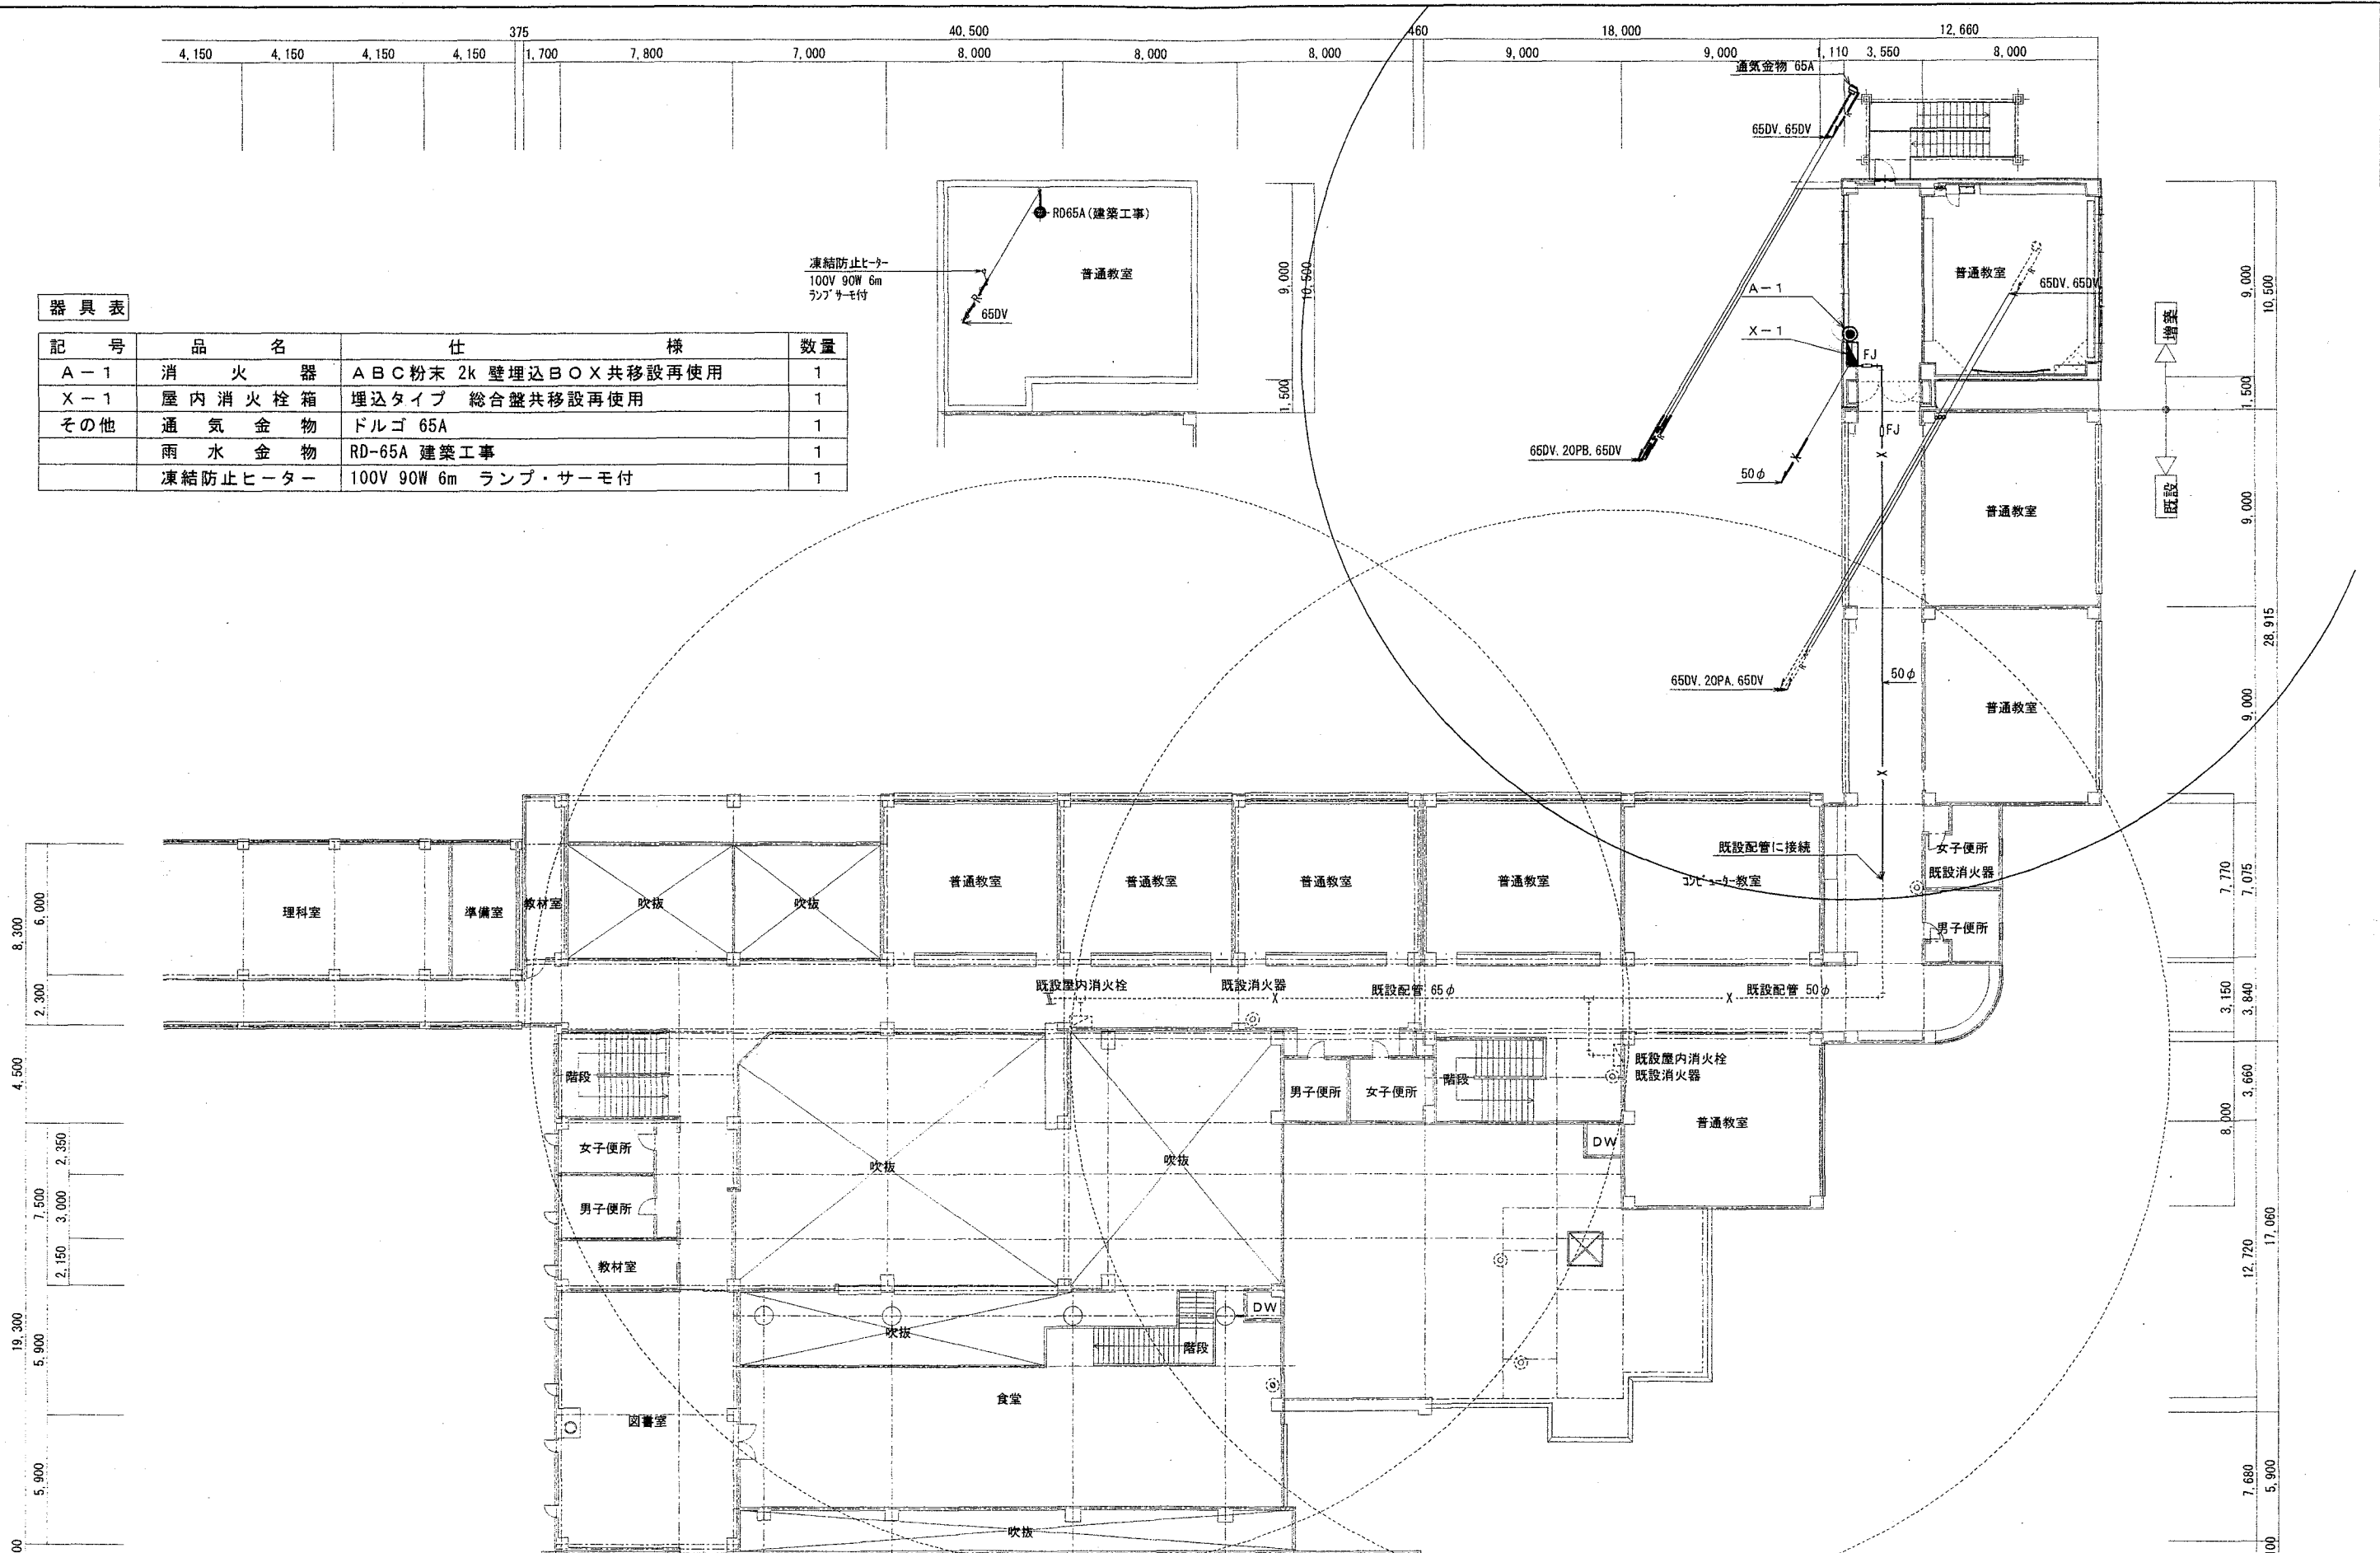 375
40,500
460
18,000
12,660
4,150
4,150
4,150
4,150
1,700
7,800
7,000
8,000
8,000
8,000
9,000
9,000
1,110
3,550
8,000
通気金物 65A
65DV. 65DV
RD65A(建築工事)
凍結防止ヒーター
100V 90W 6m
ランプサーモ付
R
65DV
普通教室
9,000
10,500
1,500
A-1
X-1
FJ
FJ
普通教室
65DV. 65DV
65DV. 20PB. 65DV
50φ
X
X
増築
既設
9,000
10,500
1,500
9,000
28,915
9,000
器具表
記号 品名 仕様 数量
A-1 消火器 ABC粉末 2k 壁埋込BOX共移設再使用 1
X-1 屋内消火栓箱 埋込タイプ 総合盤共移設再使用 1
その他 通気金物 ドルゴ 65A 1
雨水金物 RD-65A 建築工事 1
凍結防止ヒーター 100V 90W 6m ランプ・サーモ付 1
普通教室
普通教室
65DV. 20PA. 65DV
50φ
X
既設配管に接続
女子便所
既設消火器
男子便所
理科室
準備室
教材室
吹抜
吹抜
普通教室
普通教室
普通教室
普通教室
コンピューター教室
既設屋内消火栓
既設消火器
X
既設配管 65φ
X
既設配管 50φ
8,300
6,000
2,300
4,500
7,770
7,075
3,150
3,840
3,660
8,000
階段
女子便所
男子便所
教材室
吹抜
吹抜
男子便所
女子便所
階段
既設屋内消火栓
既設消火器
普通教室
DW
7,500
2,350
3,000
2,150
12,720
17,060
吹抜
DW
階段
食堂
図書室
吹抜
19,300
5,900
5,900
7,680
5,900